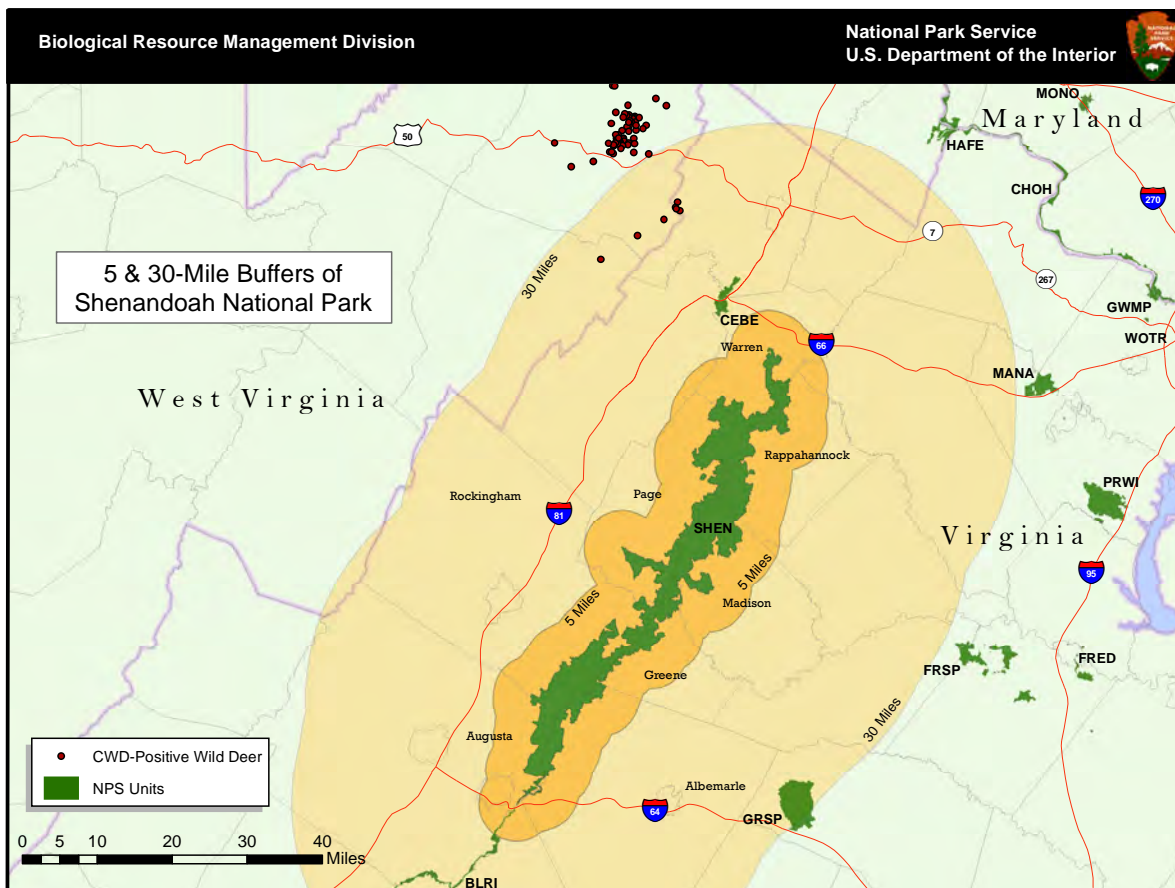 Biological Resource Management Division
National Park Service
U.S. Department of the Interior
NATIONAL
PARK
SERVICE
MONO
Maryland
50
HAFE
CHOH
270
7
5 & 30-Mile Buffers of
Shenandoah National Park
30 Miles
267
GWMP
CEBE
WOTR
Warren
66
MANA
West Virginia
Rappahannock
Rockingham
Page
PRWI
81
SHEN
Virginia
95
5 Miles
5 Miles
Madison
FRSP
FRED
Greene
30 Miles
Augusta
CWD-Positive Wild Deer
NPS Units
Albemarle
64
GRSP
0 5 10 20 30 40
Miles
BLRI